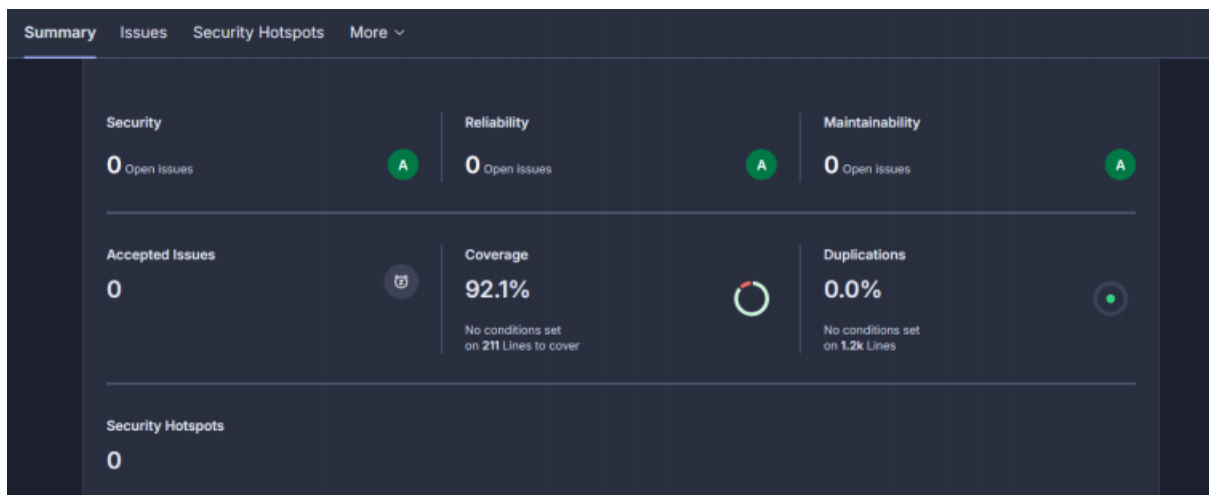 Summary Issues Security Hotspots More
Security
0 Open issues
A
Reliability
0 Open issues
A
Maintainability
0 Open issues
A
Accepted Issues
0
Coverage
92.1%
No conditions set
on 211 Lines to cover
Duplications
0.0%
No conditions set
on 1.2k Lines
Security Hotspots
0